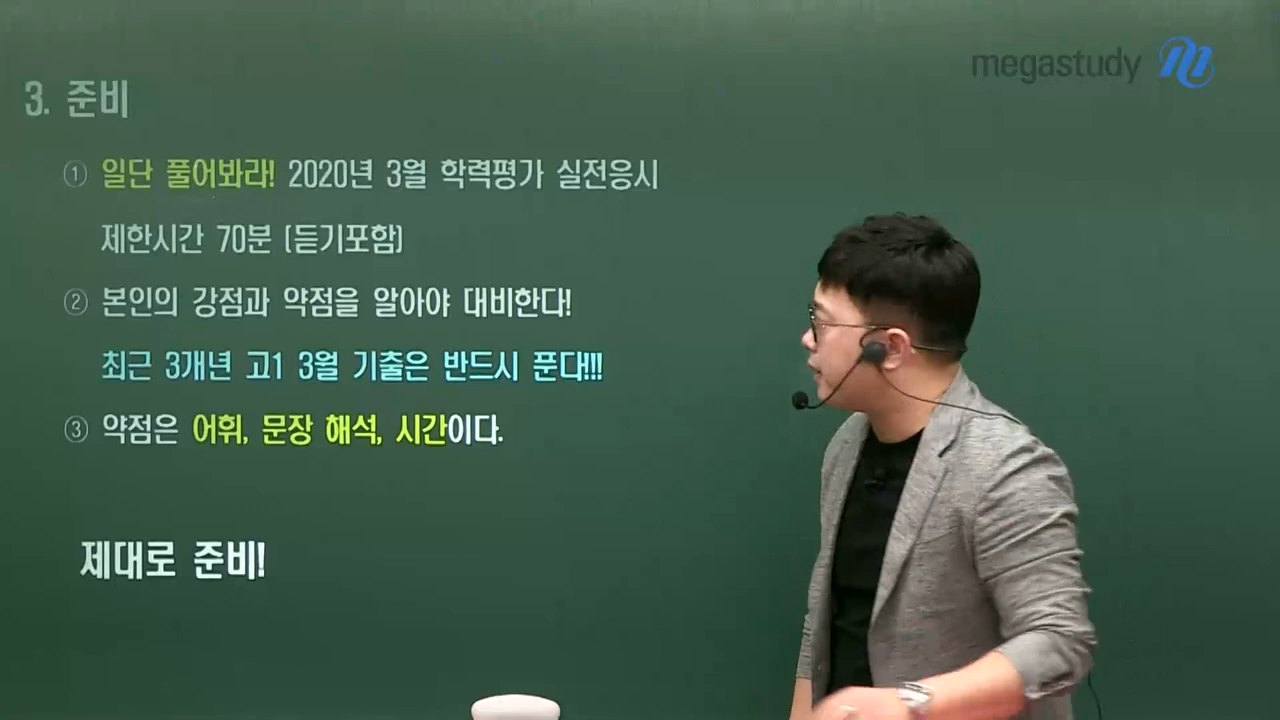 megastudy
3. 준비
① 일단 풀어봐라! 2020년 3월 학력평가 실전응시
제한시간 70분 (듣기포함)
② 본인의 강점과 약점을 알아야 대비한다!
최근 3개년 고1 3월 기출은 반드시 푼다!!!
③ 약점은 어휘, 문장 해석, 시간이다.
제대로 준비!